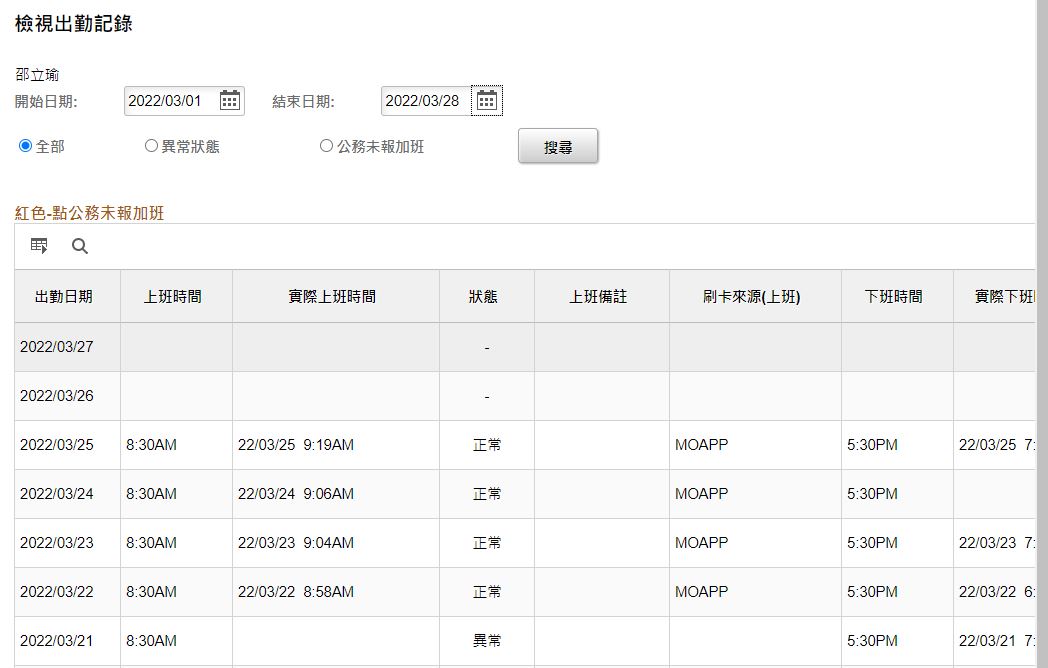 檢視出勤記錄
邵立瑜
開始日期: 2022/03/01 結束日期: 2022/03/28
全部 異常狀態 公務未報加班 搜尋
紅色-點公務未報加班
出勤日期 上班時間 實際上班時間 狀態 上班備註 刷卡來源(上班) 下班時間 實際下班
2022/03/27 -
2022/03/26 -
2022/03/25 8:30AM 22/03/25 9:19AM 正常 MOAPP 5:30PM 22/03/25 7:
2022/03/24 8:30AM 22/03/24 9:06AM 正常 MOAPP 5:30PM
2022/03/23 8:30AM 22/03/23 9:04AM 正常 MOAPP 5:30PM 22/03/23 7:
2022/03/22 8:30AM 22/03/22 8:58AM 正常 MOAPP 5:30PM 22/03/22 6:
2022/03/21 8:30AM 異常 5:30PM 22/03/21 7: